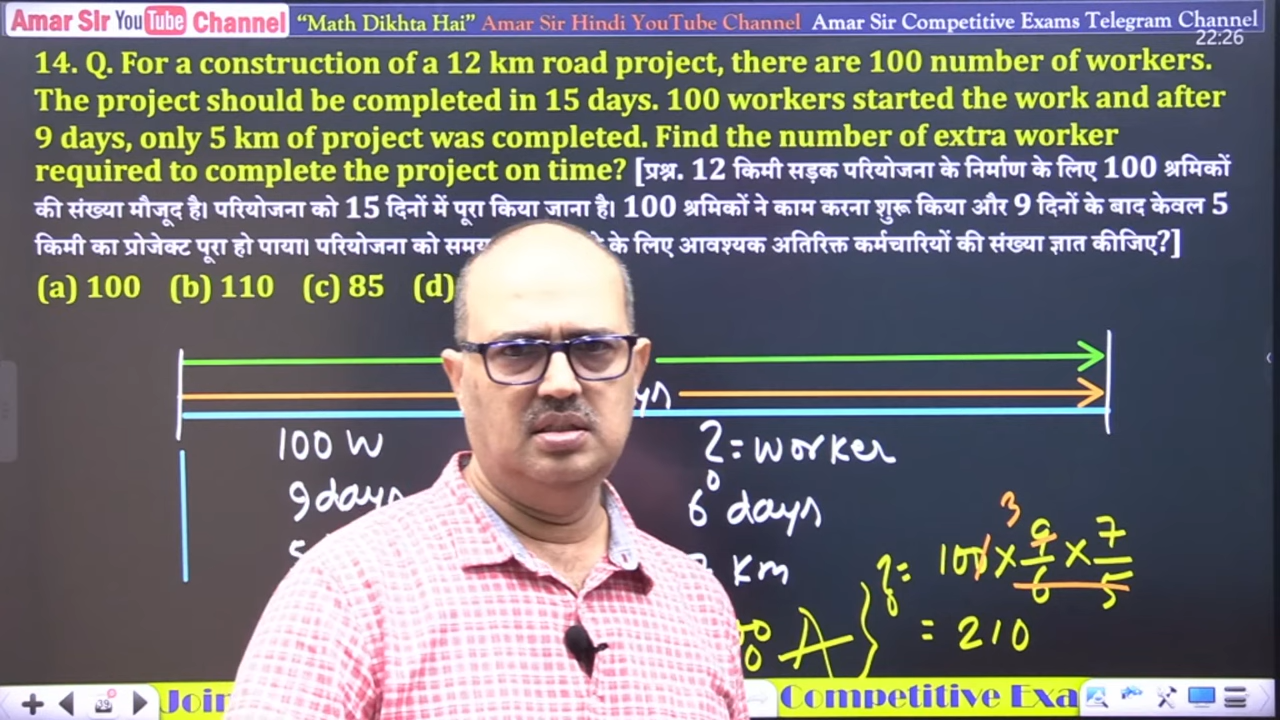 Amar SIr YouTube Channel “Math Dikhta Hai” Amar Sir Hindi YouTube Channel Amar Sir Competitive Exams Telegram Channel
22:26
14. Q. For a construction of a 12 km road project, there are 100 number of workers.
The project should be completed in 15 days. 100 workers started the work and after
9 days, only 5 km of project was completed. Find the number of extra worker
required to complete the project on time? [प्रश्न. 12 किमी सड़क परियोजना के निर्माण के लिए 100 श्रमिकों
की संख्या मौजूद है। परियोजना को 15 दिनों में पूरा किया जाना है। 100 श्रमिकों ने काम करना शुरू किया और 9 दिनों के बाद केवल 5
किमी का प्रोजेक्ट पूरा हो पाया। परियोजना को के लिए आवश्यक अतिरिक्त कर्मचारियों की संख्या ज्ञात कीजिए?]
(a) 100 (b) 110 (c) 85 (d)
100 W ?=worker
9days 6 days
5 km
?= 100 × 9/6 × 7/5
3
= 210
Join Competitive Exa